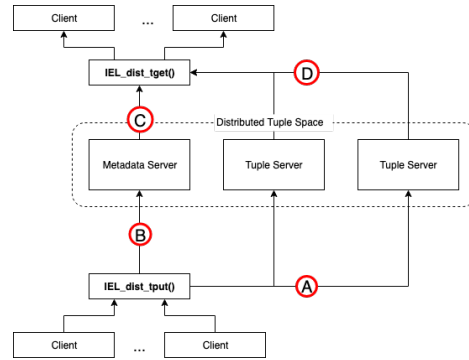 Client
...
Client
IEL_dist_tget()
D
C
Distributed Tuple Space
Metadata Server
Tuple Server
Tuple Server
B
IEL_dist_tput()
A
Client
...
Client